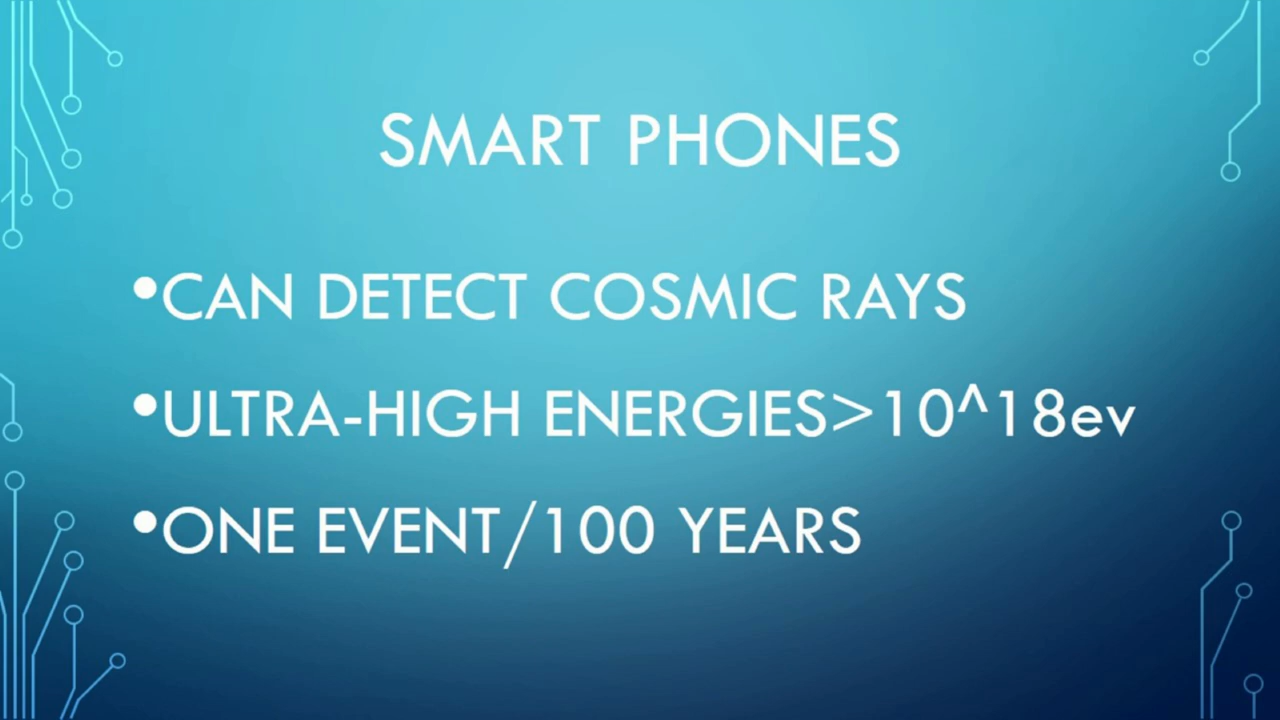 SMART PHONES
•CAN DETECT COSMIC RAYS
•ULTRA-HIGH ENERGIES>10^18ev
•ONE EVENT/100 YEARS